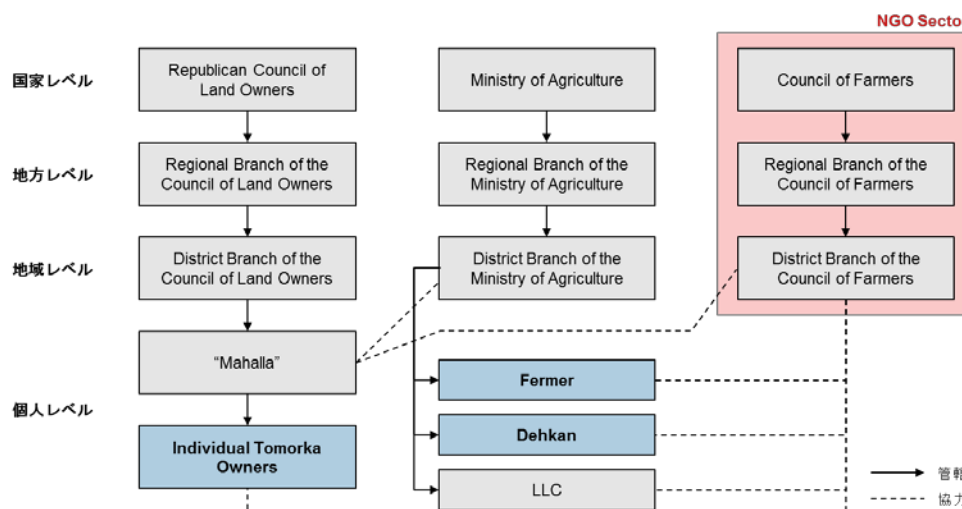 NGO Secto
国家レベル
Republican Council of
Land Owners
Ministry of Agriculture
Council of Farmers
地方レベル
Regional Branch of the
Council of Land Owners
Regional Branch of the
Ministry of Agriculture
Regional Branch of the
Council of Farmers
地域レベル
District Branch of the
Council of Land Owners
District Branch of the
Ministry of Agriculture
District Branch of the
Council of Farmers
"Mahalla"
個人レベル
Fermer
Individual Tomorka
Owners
Dehkan
LLC
管轄
協力